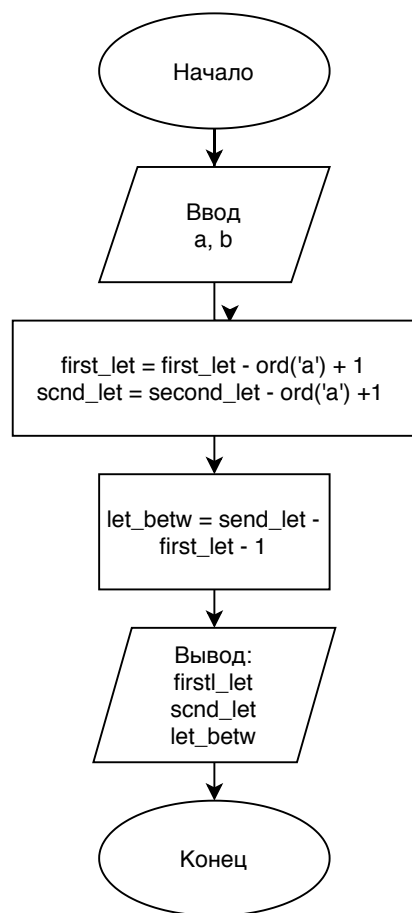 Начало
Ввод
a, b
first_let = first_let - ord('a') + 1
scnd_let = second_let - ord('a') +1
let_betw = send_let -
first_let - 1
Вывод:
firstl_let
scnd_let
let_betw
Конец